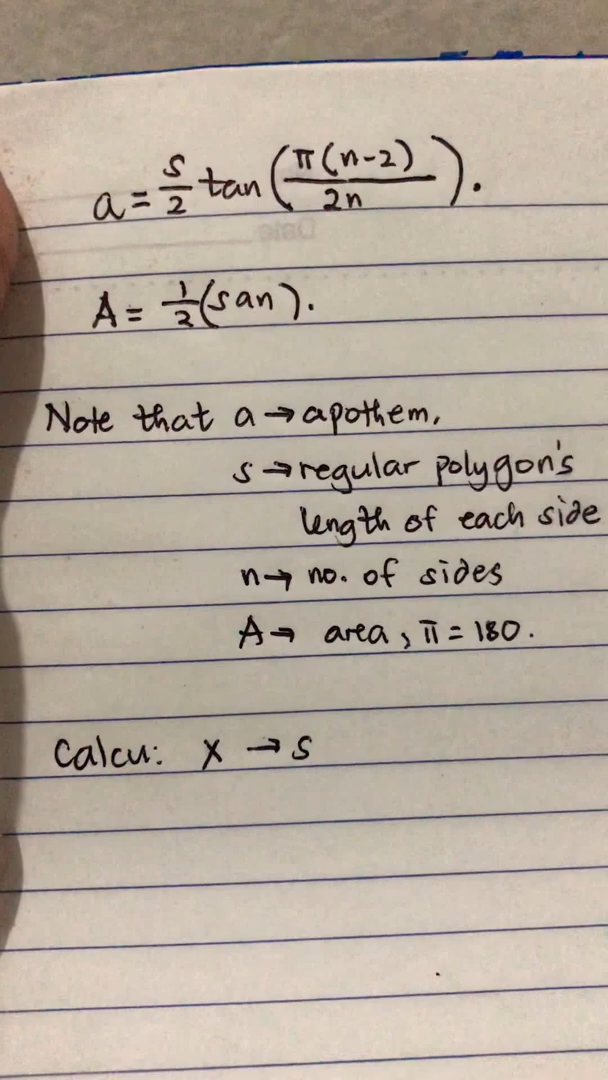 a = s/2 tan (π(n-2)/2n).
A = 1/2 (san).
Note that a → apothem,
s → regular polygon's
length of each side
n → no. of sides
A → area, π = 180.
Calcu: X → s